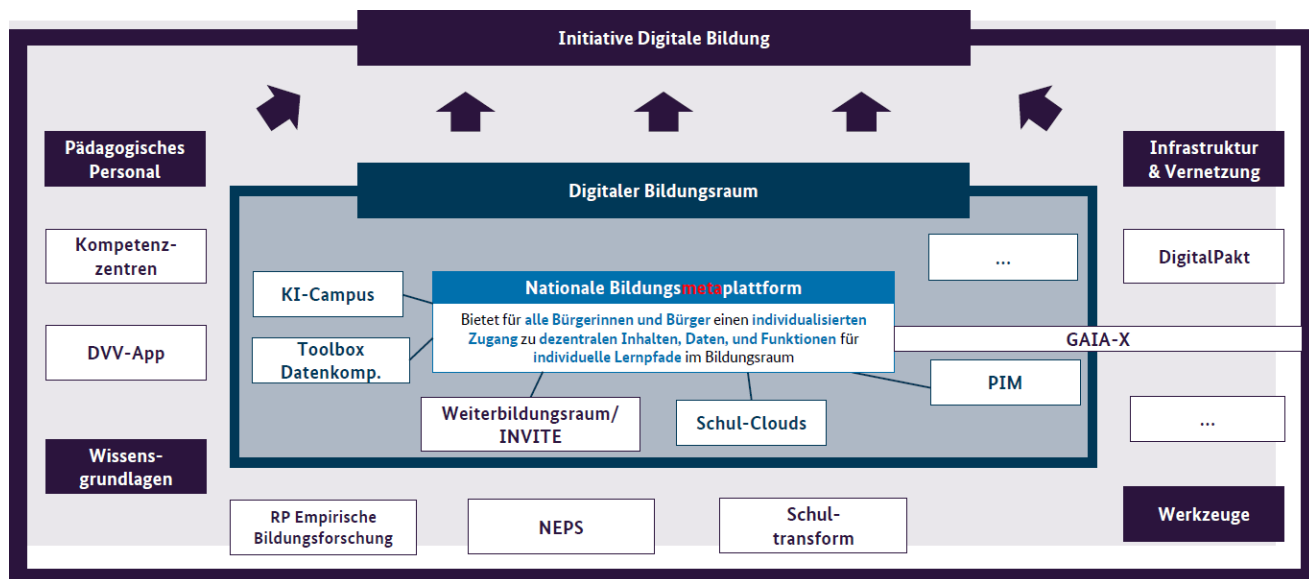 Initiative Digitale Bildung
Pädagogisches
Personal
Infrastruktur
& Vernetzung
Digitaler Bildungsraum
Kompetenz-
zentren
DigitalPakt
...
KI-Campus
Nationale Bildungsmetaplattform
Bietet für alle Bürgerinnen und Bürger einen individualisierten
Zugang zu dezentralen Inhalten, Daten, und Funktionen für
individuelle Lernpfade im Bildungsraum
DVV-App
Toolbox
Datenkomp.
GAIA-X
PIM
Weiterbildungsraum/
INVITE
Schul-Clouds
...
Wissens-
grundlagen
RP Empirische
Bildungsforschung
NEPS
Schul-
transform
Werkzeuge